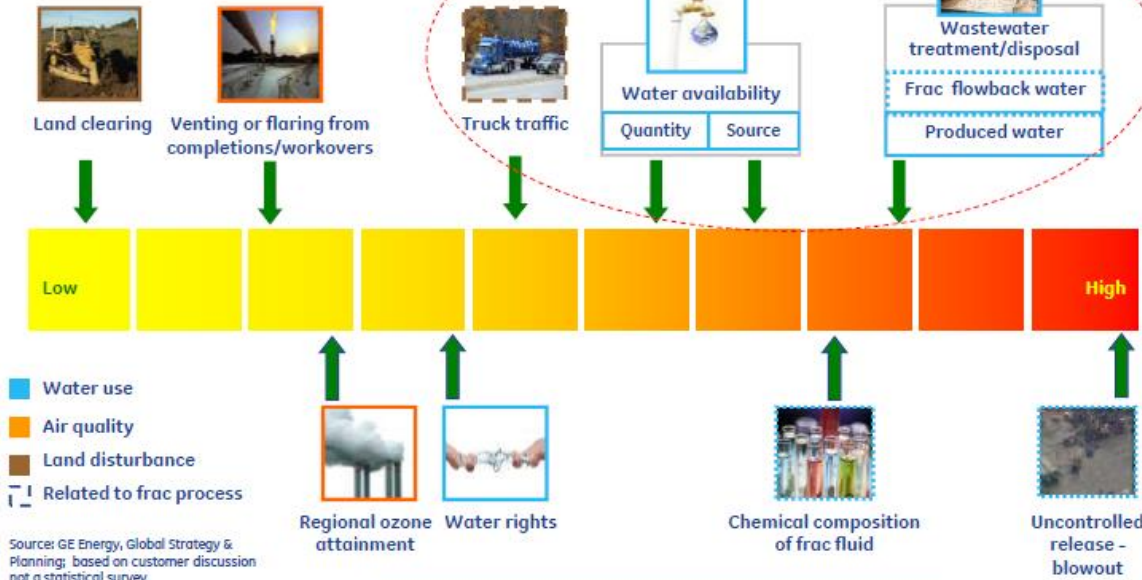 Land clearing
Venting or flaring from
completions/workovers
Truck traffic
Water availability
Quantity
Source
Wastewater
treatment/disposal
Frac flowback water
Produced water
Low
High
Water use
Air quality
Land disturbance
Related to frac process
Regional ozone
attainment
Water rights
Chemical composition
of frac fluid
Uncontrolled
release -
blowout
Source: GE Energy, Global Strategy &
Planning; based on customer discussion
not a statistical survey